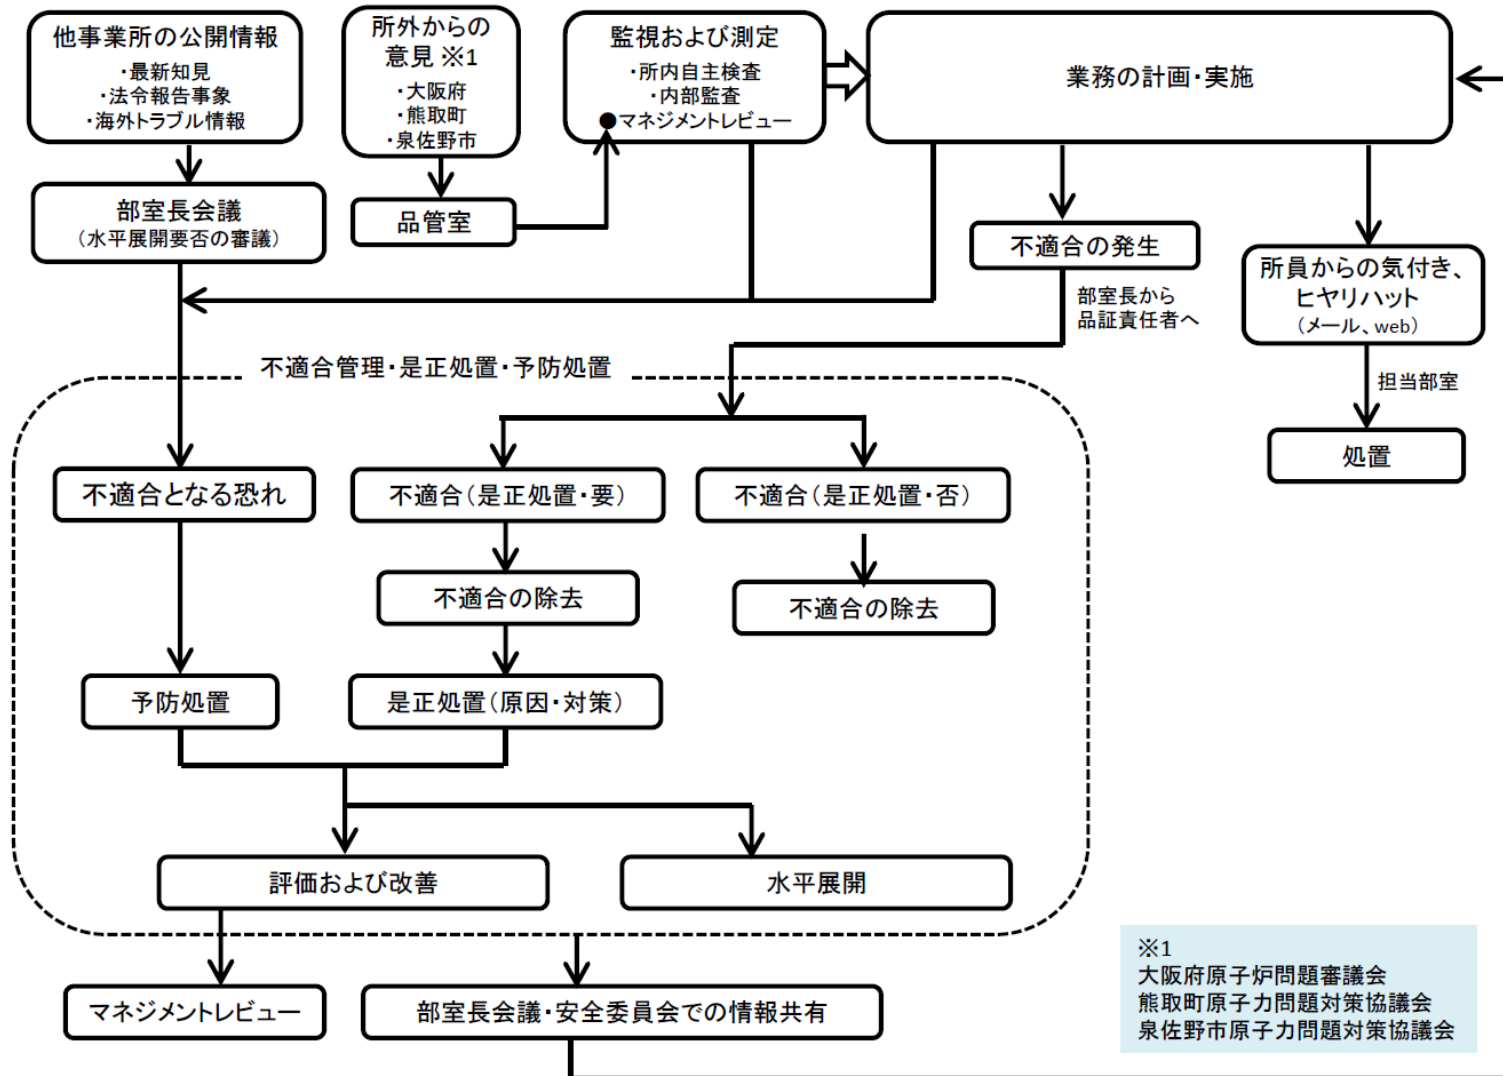 他事業所の公開情報
・最新知見
・法令報告事象
・海外トラブル情報
所外からの
意見 ※1
・大阪府
・熊取町
・泉佐野市
監視および測定
・所内自主検査
・内部監査
●マネジメントレビュー
業務の計画・実施
部室長会議
（水平展開要否の審議）
品管室
不適合の発生
所員からの気付き、
ヒヤリハット
（メール、web）
部室長から
品証責任者へ
不適合管理・是正処置・予防処置
担当部室
処置
不適合となる恐れ
不適合（是正処置・要）
不適合（是正処置・否）
不適合の除去
不適合の除去
予防処置
是正処置（原因・対策）
評価および改善
水平展開
マネジメントレビュー
部室長会議・安全委員会での情報共有
※1
大阪府原子炉問題審議会
熊取町原子力問題対策協議会
泉佐野市原子力問題対策協議会